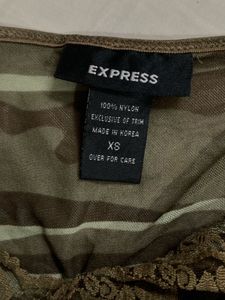 EXPRESS
100% NYLON
EXCLUSIVE OF TRIM
MADE IN KOREA
XS
OVER FOR CARE